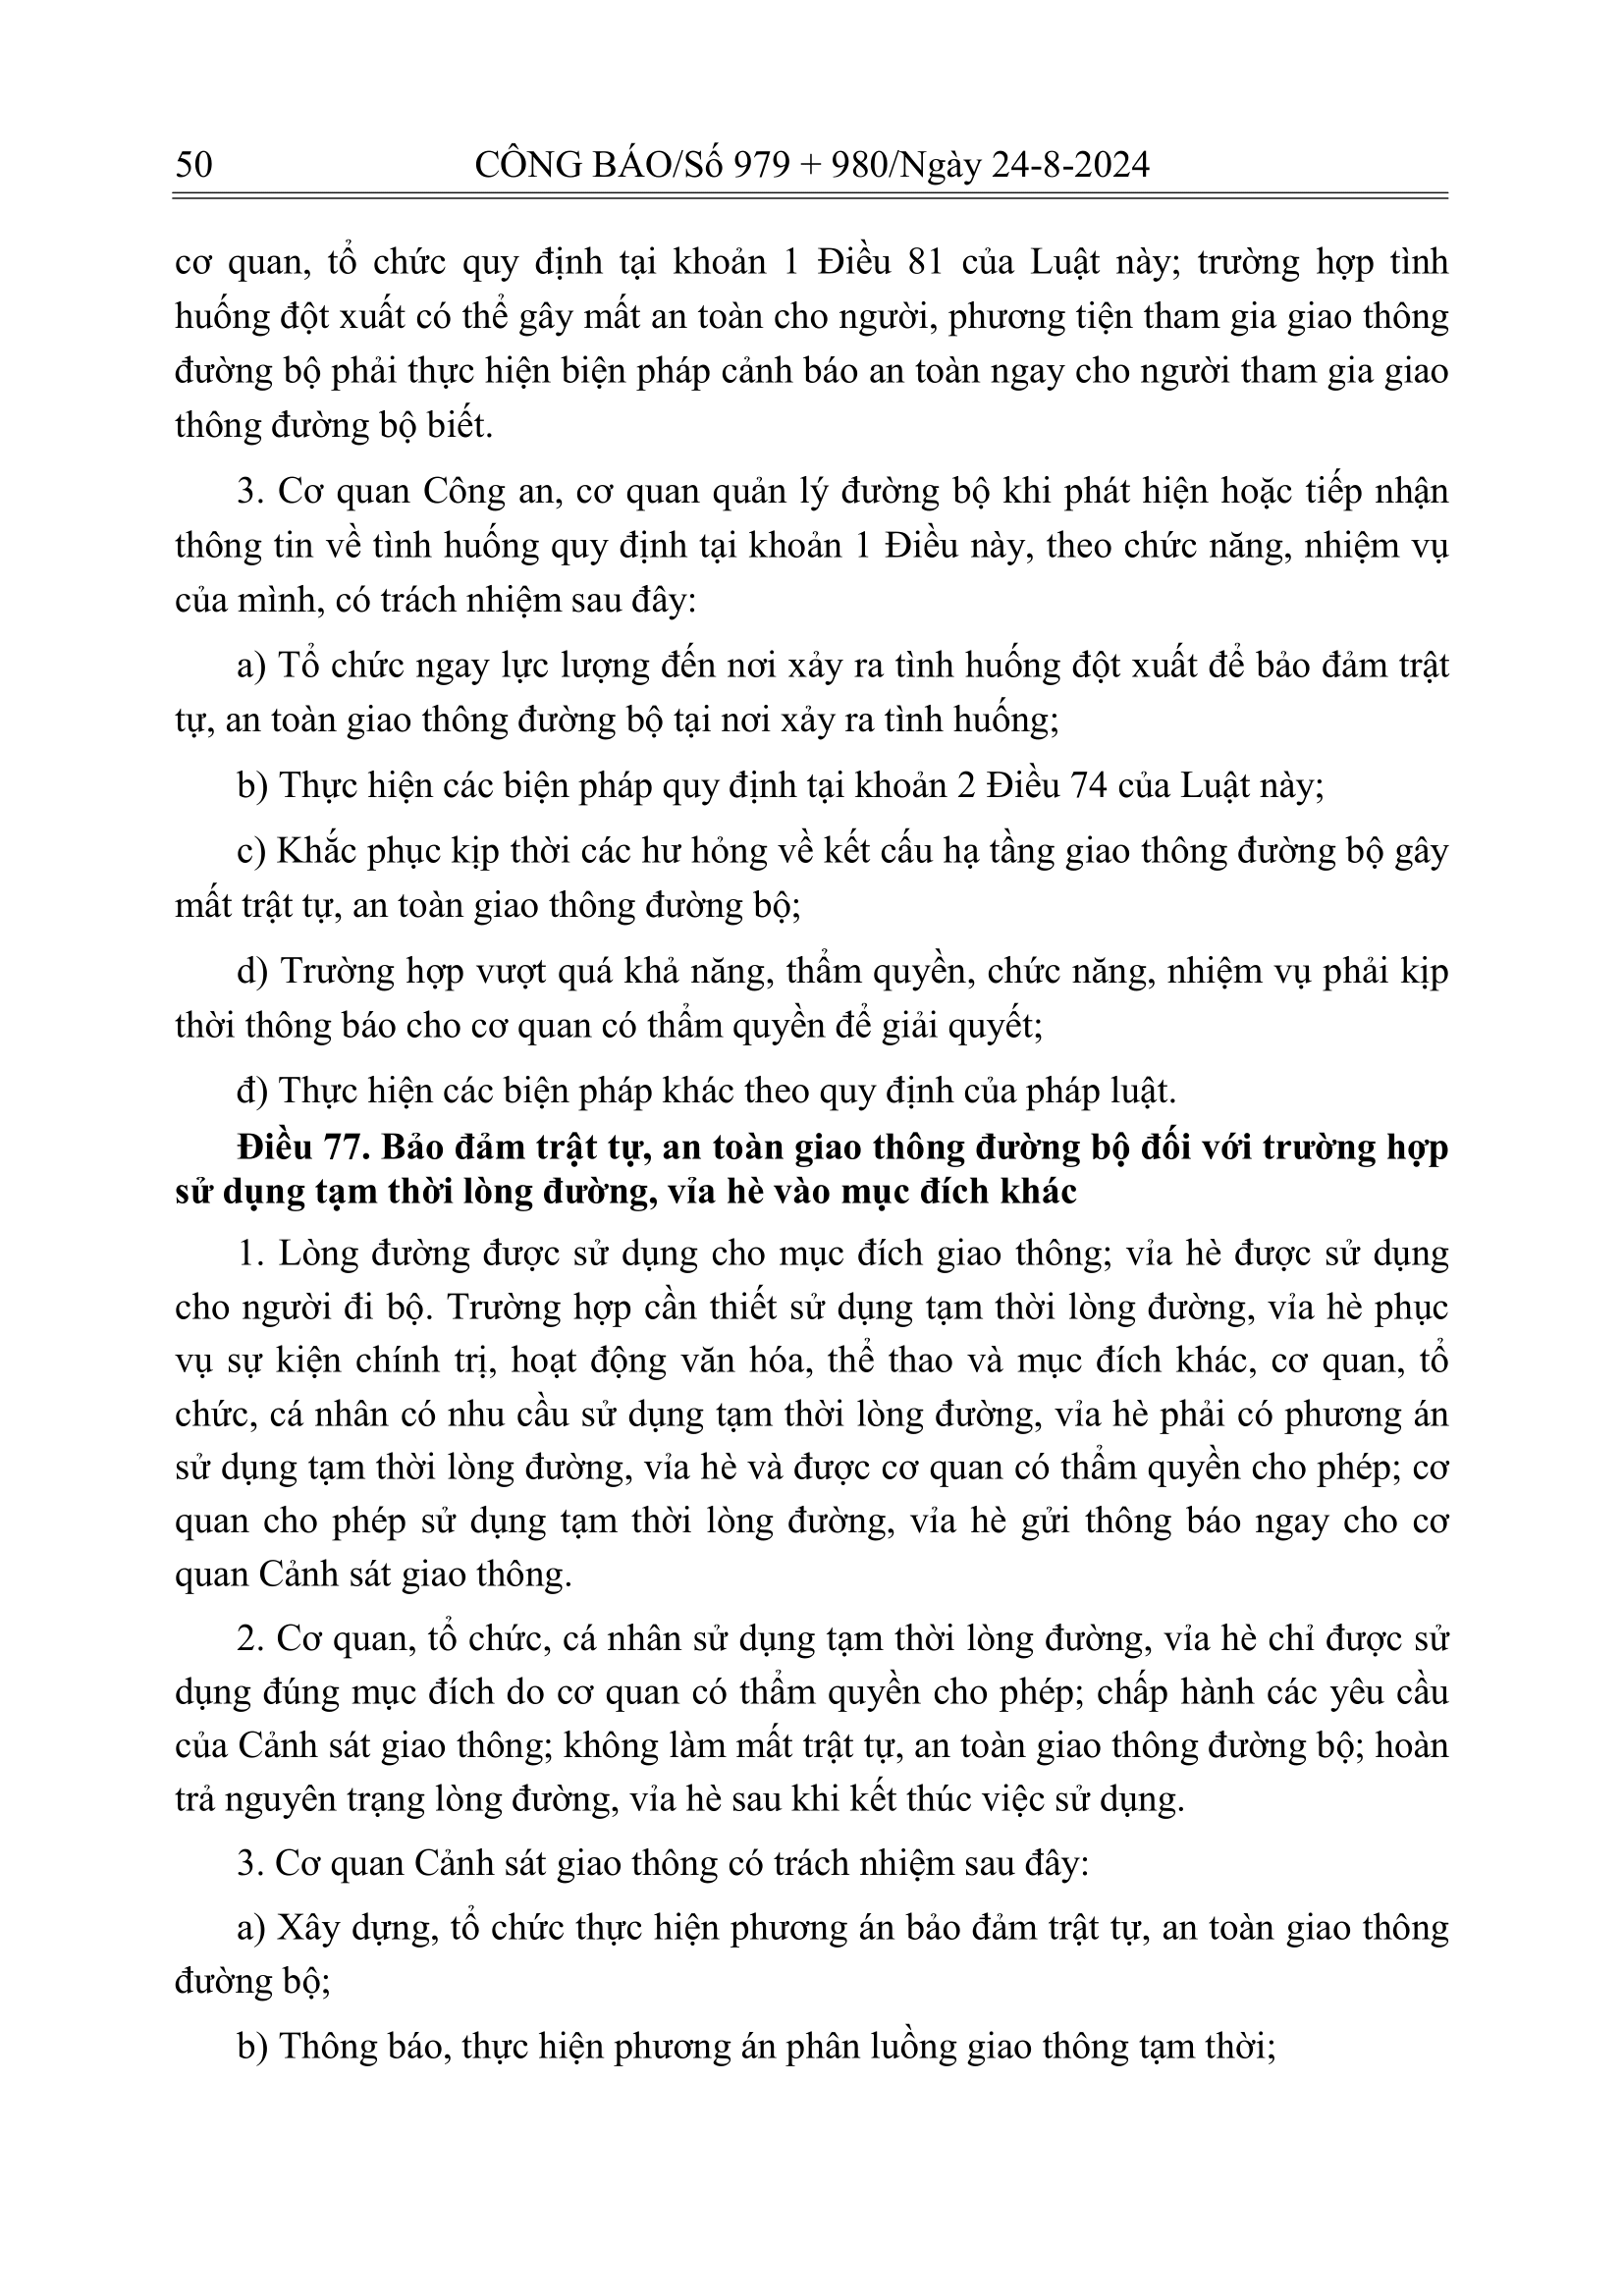 50
CÔNG BÁO/Số 979 + 980/Ngày 24-8-2024
cơ quan, tổ chức quy định tại khoản 1 Điều 81 của Luật này; trường hợp tình
huống đột xuất có thể gây mất an toàn cho người, phương tiện tham gia giao thông
đường bộ phải thực hiện biện pháp cảnh báo an toàn ngay cho người tham gia giao
thông đường bộ biết.
3. Cơ quan Công an, cơ quan quản lý đường bộ khi phát hiện hoặc tiếp nhận
thông tin về tình huống quy định tại khoản 1 Điều này, theo chức năng, nhiệm vụ
của mình, có trách nhiệm sau đây:
a) Tổ chức ngay lực lượng đến nơi xảy ra tình huống đột xuất để bảo đảm trật
tự, an toàn giao thông đường bộ tại nơi xảy ra tình huống;
b) Thực hiện các biện pháp quy định tại khoản 2 Điều 74 của Luật này;
c) Khắc phục kịp thời các hư hỏng về kết cấu hạ tầng giao thông đường bộ gây
mất trật tự, an toàn giao thông đường bộ;
d) Trường hợp vượt quá khả năng, thẩm quyền, chức năng, nhiệm vụ phải kịp
thời thông báo cho cơ quan có thẩm quyền để giải quyết;
đ) Thực hiện các biện pháp khác theo quy định của pháp luật.
Điều 77. Bảo đảm trật tự, an toàn giao thông đường bộ đối với trường hợp
sử dụng tạm thời lòng đường, vỉa hè vào mục đích khác
1. Lòng đường được sử dụng cho mục đích giao thông; vỉa hè được sử dụng
cho người đi bộ. Trường hợp cần thiết sử dụng tạm thời lòng đường, vỉa hè phục
vụ sự kiện chính trị, hoạt động văn hóa, thể thao và mục đích khác, cơ quan, tổ
chức, cá nhân có nhu cầu sử dụng tạm thời lòng đường, vỉa hè phải có phương án
sử dụng tạm thời lòng đường, vỉa hè và được cơ quan có thẩm quyền cho phép; cơ
quan cho phép sử dụng tạm thời lòng đường, vỉa hè gửi thông báo ngay cho cơ
quan Cảnh sát giao thông.
2. Cơ quan, tổ chức, cá nhân sử dụng tạm thời lòng đường, vỉa hè chỉ được sử
dụng đúng mục đích do cơ quan có thẩm quyền cho phép; chấp hành các yêu cầu
của Cảnh sát giao thông; không làm mất trật tự, an toàn giao thông đường bộ; hoàn
trả nguyên trạng lòng đường, vỉa hè sau khi kết thúc việc sử dụng.
3. Cơ quan Cảnh sát giao thông có trách nhiệm sau đây:
a) Xây dựng, tổ chức thực hiện phương án bảo đảm trật tự, an toàn giao thông
đường bộ;
b) Thông báo, thực hiện phương án phân luồng giao thông tạm thời;